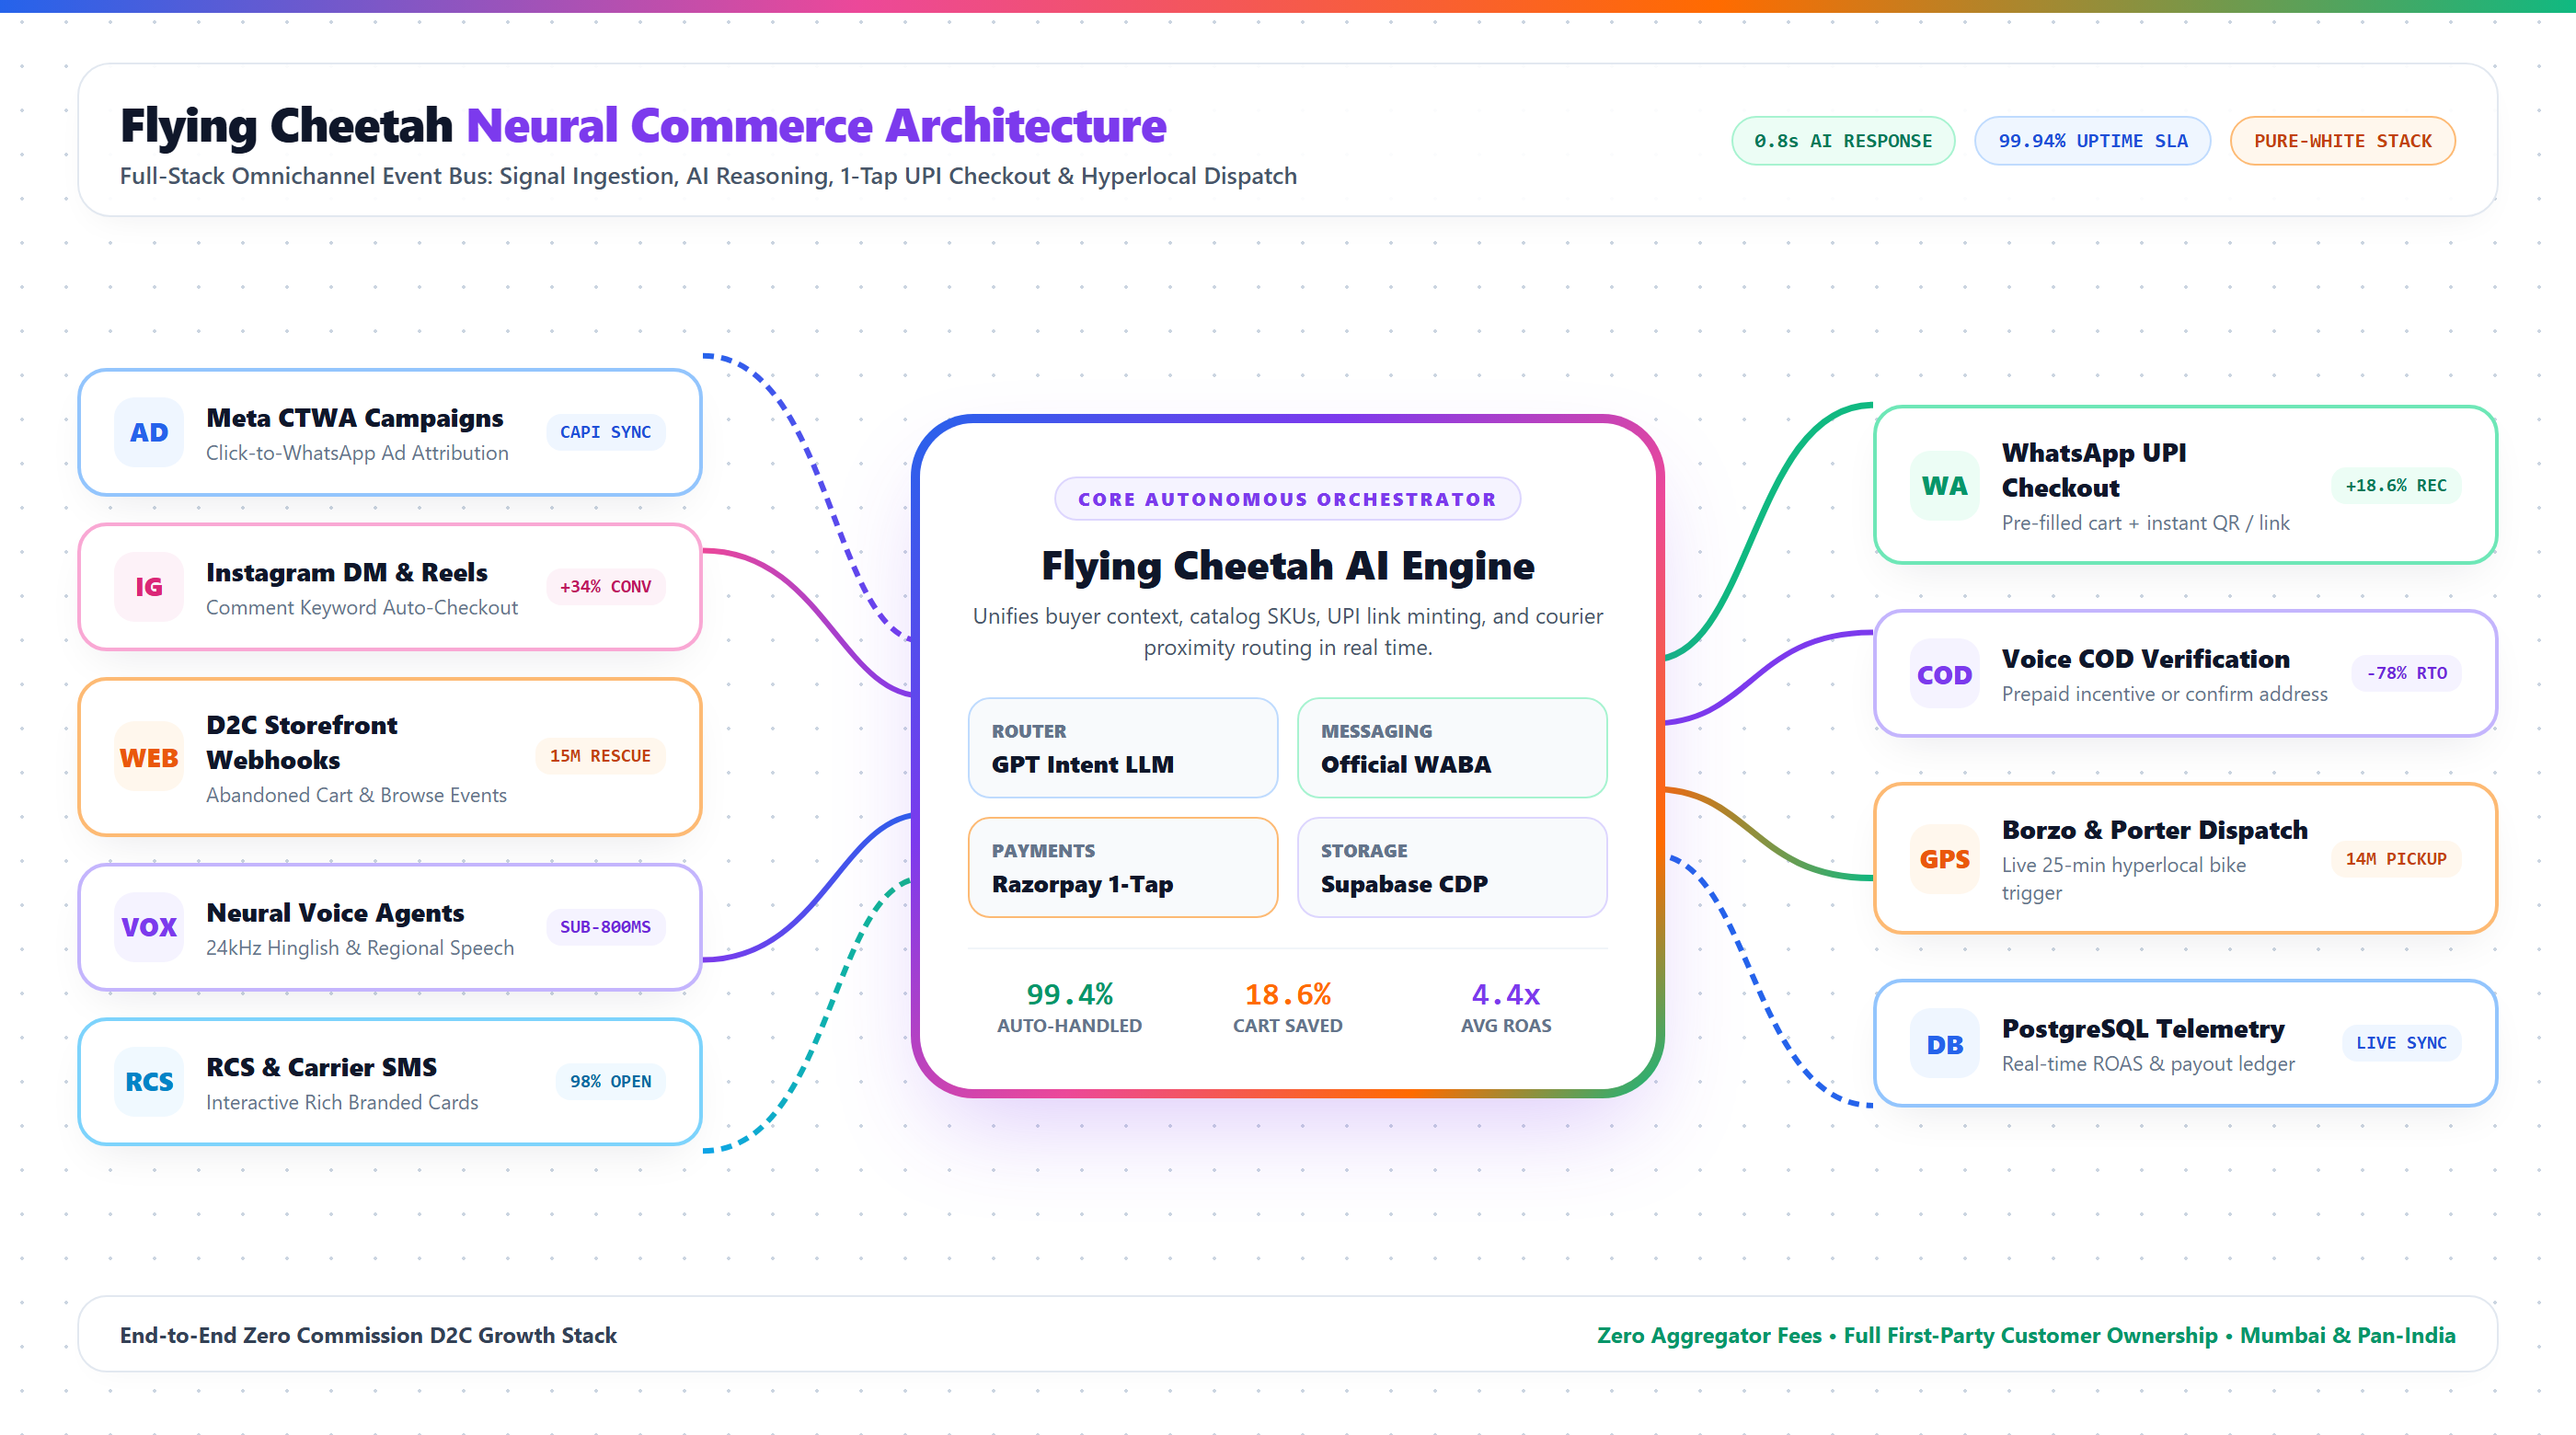 Flying Cheetah Neural Commerce Architecture
Full-Stack Omnichannel Event Bus: Signal Ingestion, AI Reasoning, 1-Tap UPI Checkout & Hyperlocal Dispatch
0.8s AI RESPONSE
99.94% UPTIME SLA
PURE-WHITE STACK
AD
Meta CTWA Campaigns
Click-to-WhatsApp Ad Attribution
CAPI SYNC
IG
Instagram DM & Reels
Comment Keyword Auto-Checkout
+34% CONV
WEB
D2C Storefront
Webhooks
Abandoned Cart & Browse Events
15M RESCUE
VOX
Neural Voice Agents
24kHz Hinglish & Regional Speech
SUB-800MS
RCS
RCS & Carrier SMS
Interactive Rich Branded Cards
98% OPEN
CORE AUTONOMOUS ORCHESTRATOR
Flying Cheetah AI Engine
Unifies buyer context, catalog SKUs, UPI link minting, and courier
proximity routing in real time.
ROUTER
GPT Intent LLM
MESSAGING
Official WABA
PAYMENTS
Razorpay 1-Tap
STORAGE
Supabase CDP
99.4%
AUTO-HANDLED
18.6%
CART SAVED
4.4x
AVG ROAS
WA
WhatsApp UPI
Checkout
Pre-filled cart + instant QR / link
+18.6% REC
COD
Voice COD Verification
Prepaid incentive or confirm address
-78% RTO
GPS
Borzo & Porter Dispatch
Live 25-min hyperlocal bike
trigger
14M PICKUP
DB
PostgreSQL Telemetry
Real-time ROAS & payout ledger
LIVE SYNC
End-to-End Zero Commission D2C Growth Stack
Zero Aggregator Fees • Full First-Party Customer Ownership • Mumbai & Pan-India